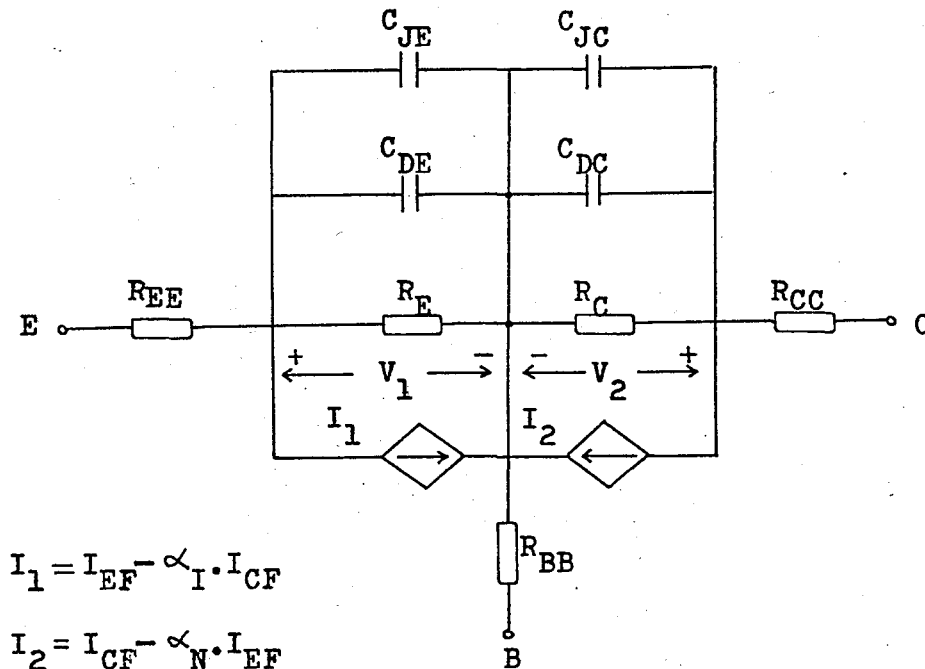 C_JE C_JC
C_DE C_DC
R_EE R_E R_C R_CC
E C
+ − − +
V_1 V_2
I_1 I_2
R_BB
I_1 = I_EF - α_I . I_CF
I_2 = I_CF - α_N . I_EF
B